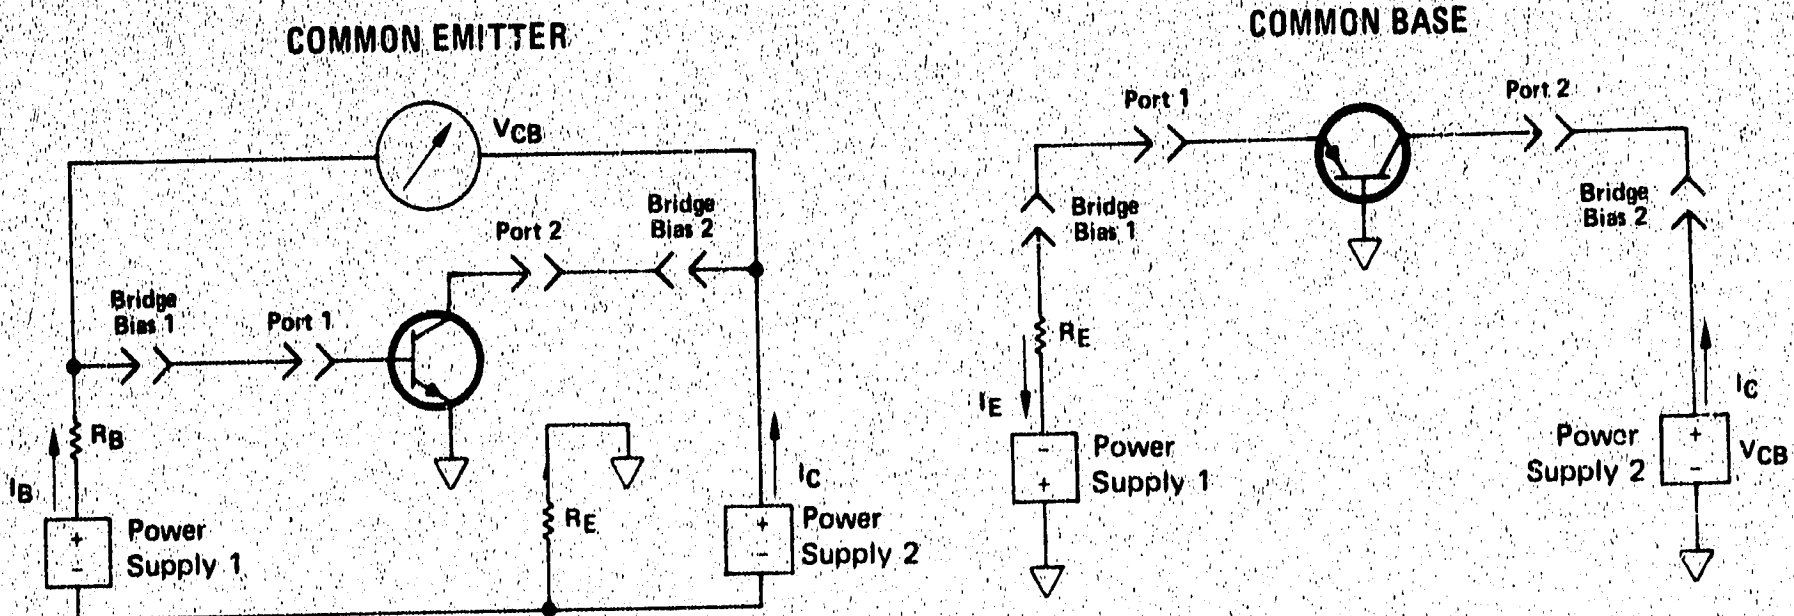 COMMON EMITTER
VCB
Bridge
Bias 2
Port 2
Bridge
Bias 1
Port 1
RB
IB
+
-
Power
Supply 1
RE
IC
+
-
Power
Supply 2
COMMON BASE
Port 1
Port 2
Bridge
Bias 1
Bridge
Bias 2
RE
IE
-
+
Power
Supply 1
IC
Power
Supply 2
+
-
VCB